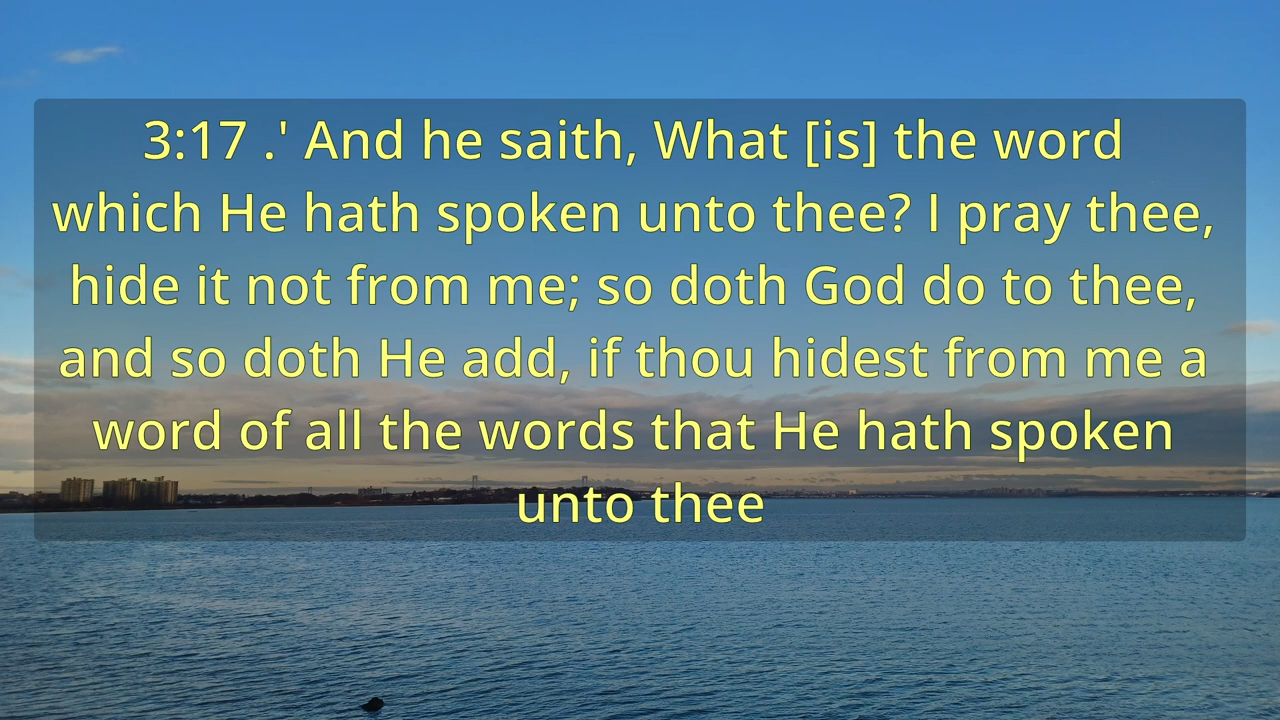 3:17 .' And he saith, What [is] the word
which He hath spoken unto thee? I pray thee,
hide it not from me; so doth God do to thee,
and so doth He add, if thou hidest from me a
word of all the words that He hath spoken
unto thee